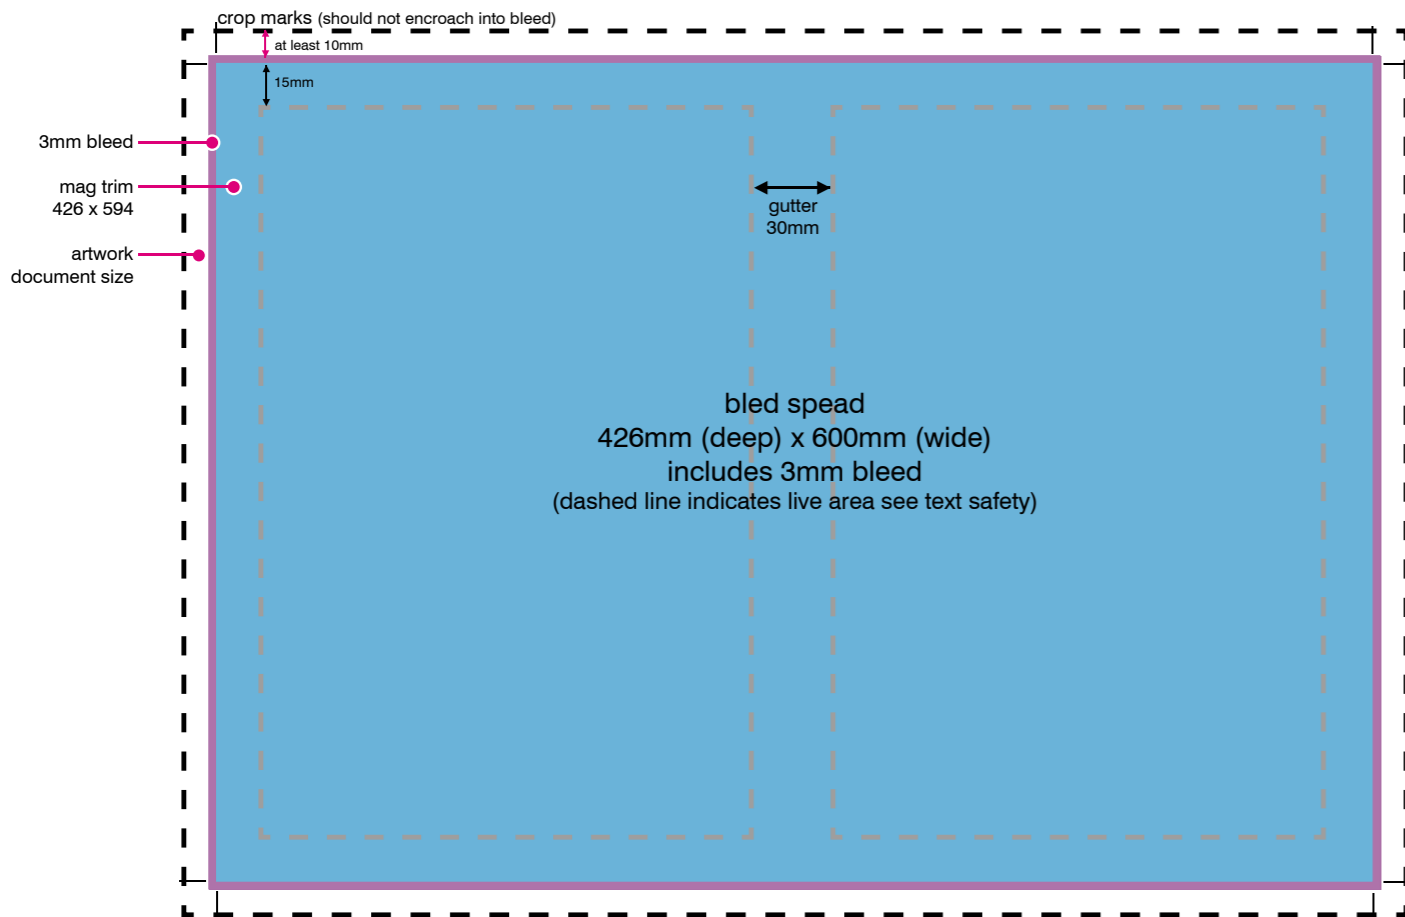 crop marks (should not encroach into bleed)
at least 10mm
15mm
3mm bleed
mag trim
426 x 594
artwork
document size
gutter
30mm
bled spead
426mm (deep) x 600mm (wide)
includes 3mm bleed
(dashed line indicates live area see text safety)